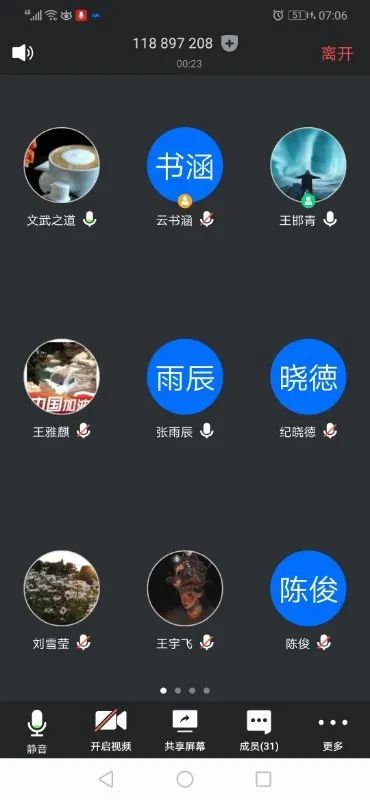 46
51
07:06
118 897 208
00:23
离开
书涵
文武之道
云书涵
王邯青
中国加油
雨辰
晓徳
王雅麒
张雨辰
纪晓徳
陈俊
刘雪莹
王宇飞
陈俊
静音
开启视频
共享屏幕
成员(31)
更多